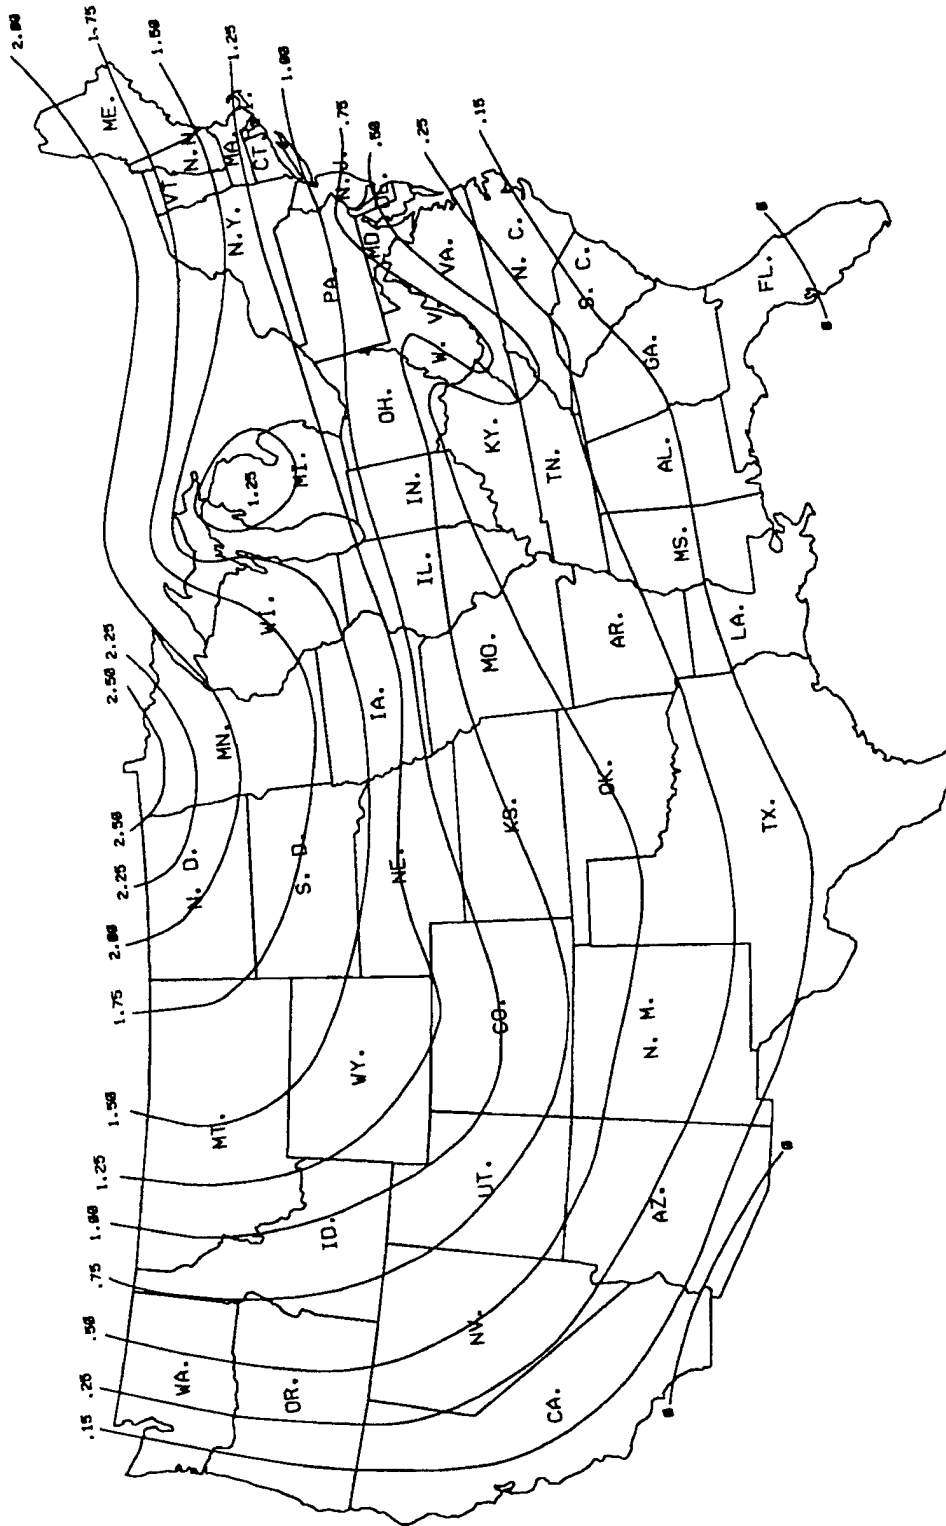 2.00
1.75
1.50
1.25
1.00
.75
.50
.25
.15
ME.
VT.
N.
MA.
CT.
N.Y.
N.J.
PA.
MD.
DE.
VA.
W. V.
N. C.
S. C.
GA.
FL.
0
0
OH.
MI.
1.25
IN.
KY.
TN.
AL.
MS.
IL.
WI.
MO.
AR.
LA.
IA.
MN.
2.25
2.50
2.50
2.25
2.00
1.75
1.50
1.25
1.00
.75
.50
.25
.15
N. D.
S. D.
NE.
KS.
OK.
TX.
MT.
WY.
CO.
N. M.
ID.
UT.
AZ.
WA.
OR.
NV.
CA.
0
0